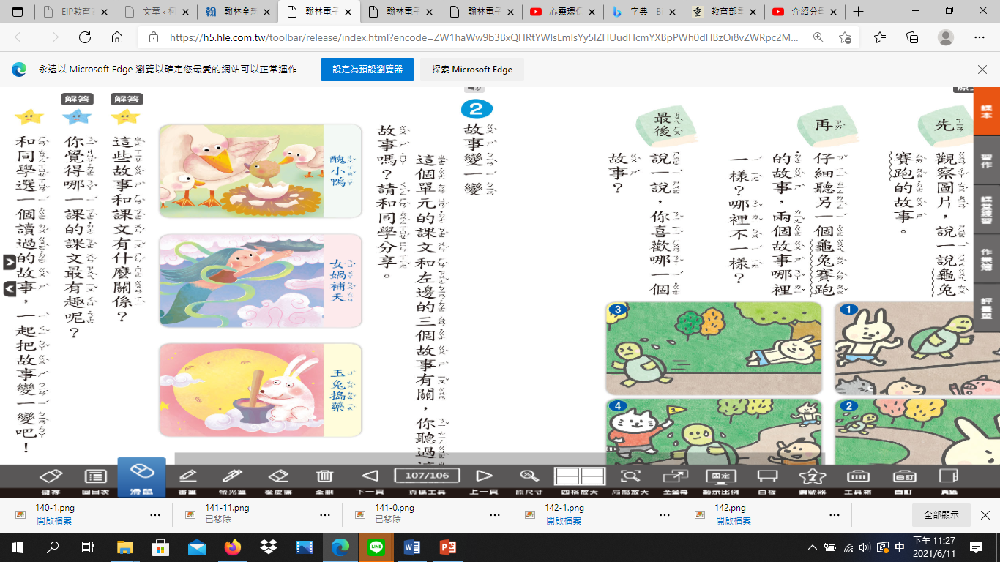 EIP教育
文章 ‹ 柯
翰林全新
翰林電子
翰林電子
翰林電子
心靈環保
字典 - B
教育部重
介紹分母
https://h5.hle.com.tw/toolbar/release/index.html?encode=ZW1haWw9b3BxQHRtYWlsLmlsYy5lZHUudHcmYXBpPWh0dHBzOi8vZWRpc2M...
永遠以 Microsoft Edge 瀏覽以確定您最愛的網站可以正常運作
設定為預設瀏覽器
探索 Microsoft Edge
先
觀察圖片，說一說龜兔
賽跑的故事。
再
仔細聽另一個龜兔賽跑
的故事，兩個故事哪裡
一樣？哪裡不一樣？
最後
說一說，你喜歡哪一個
故事？
1
2
3
4
2
故事變一變
這個單元的課文和左邊的三個故事有關，你聽過
故事嗎？請和同學分享。
醜小鴨
女媧補天
玉兔搗藥
解答
這些故事和課文有什麼關係？
解答
你覺得哪一課的課文最有趣呢？
和同學選一個讀過的故事，一起把故事變一變吧！
課本
習作
課堂練習
作業簿
評量
儲存
回目次
滑鼠
畫筆
螢光筆
橡皮擦
全刪
下一頁
107/106
頁碼工具
上一頁
原尺寸
四格放大
局部放大
全螢幕
固定
顯示比例
白板
選號器
工具箱
自訂
自訂
頁籤
140-1.png
開啟檔案
141-11.png
已移除
141-0.png
已移除
142-1.png
開啟檔案
142.png
開啟檔案
全部顯示
中
下午 11:27
2021/6/11